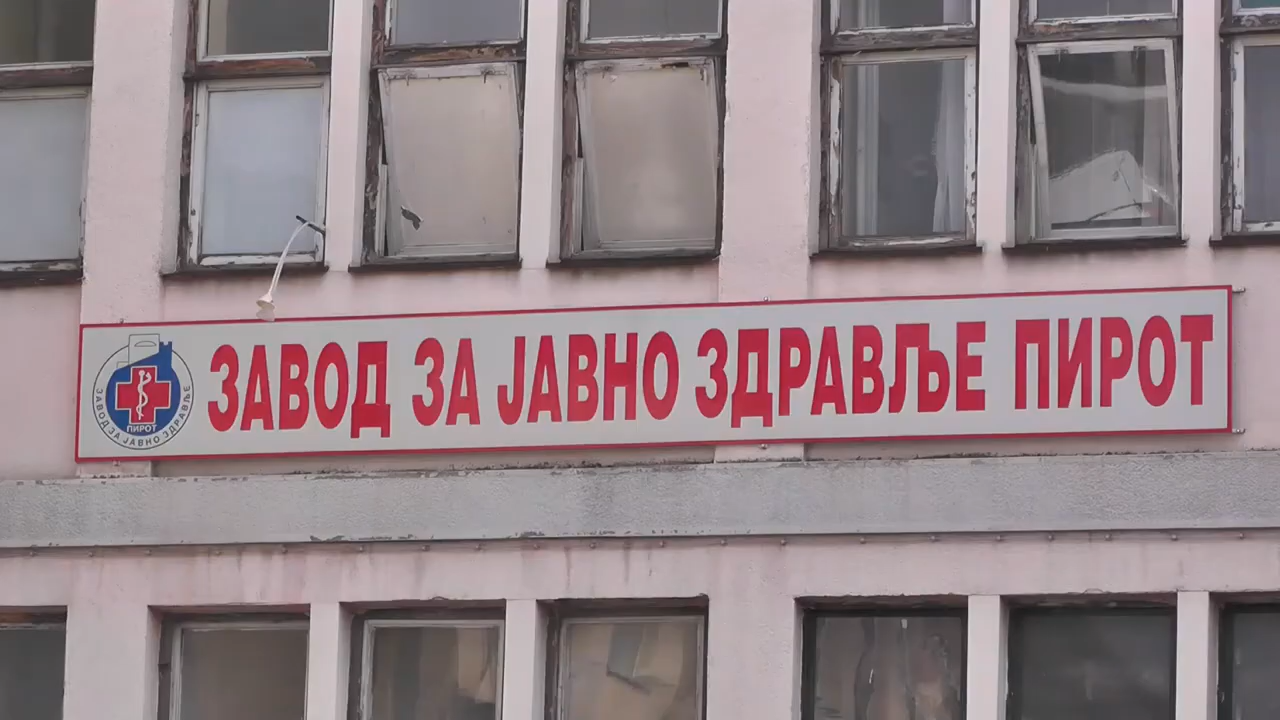 ЗАВОД ЗА ЈАВНО ЗДРАВЉЕ ПИРОТ
ПИРОТ
ЗАВОД ЗА ЈАВНО ЗДРАВЉЕ